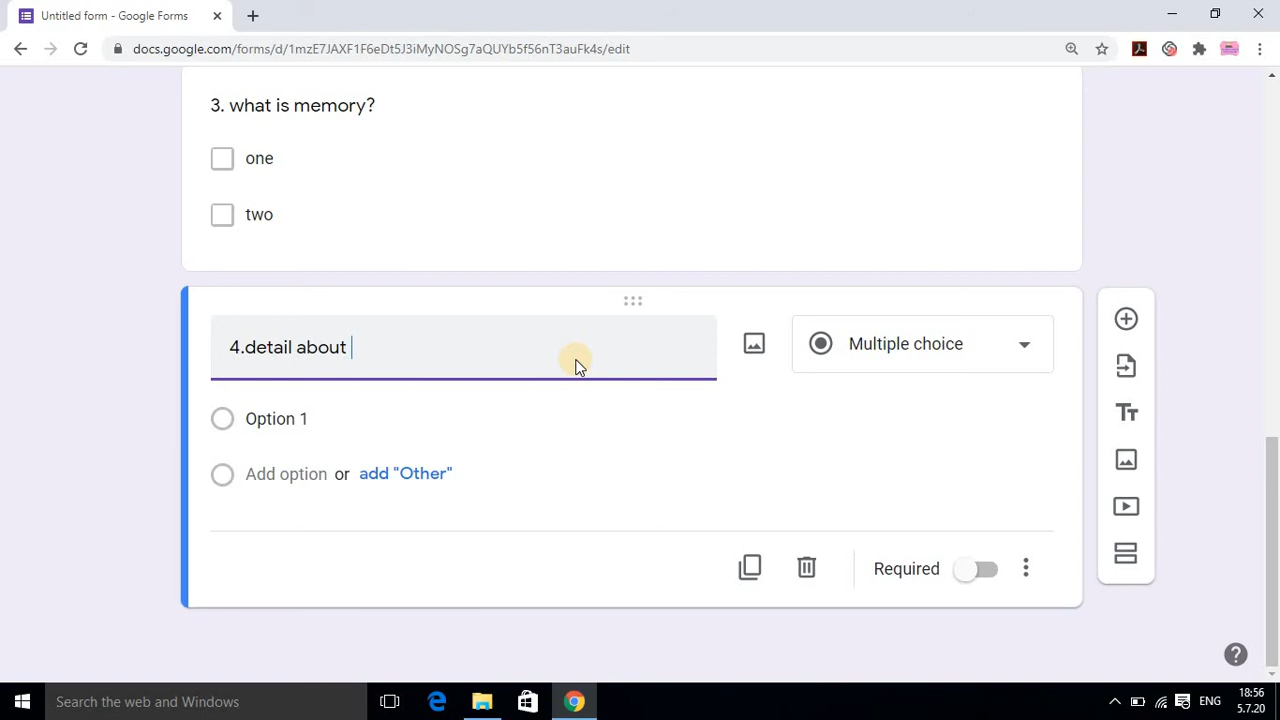 Untitled form - Google Forms
docs.google.com/forms/d/1mzE7JAXF1F6eDt5J3iMyNOSg7aQUYb5f56nT3auFk4s/edit
3. what is memory?
one
two
4.detail about
Multiple choice
Option 1
Add option or add "Other"
Required
Search the web and Windows
ENG
18:56
5.7.20